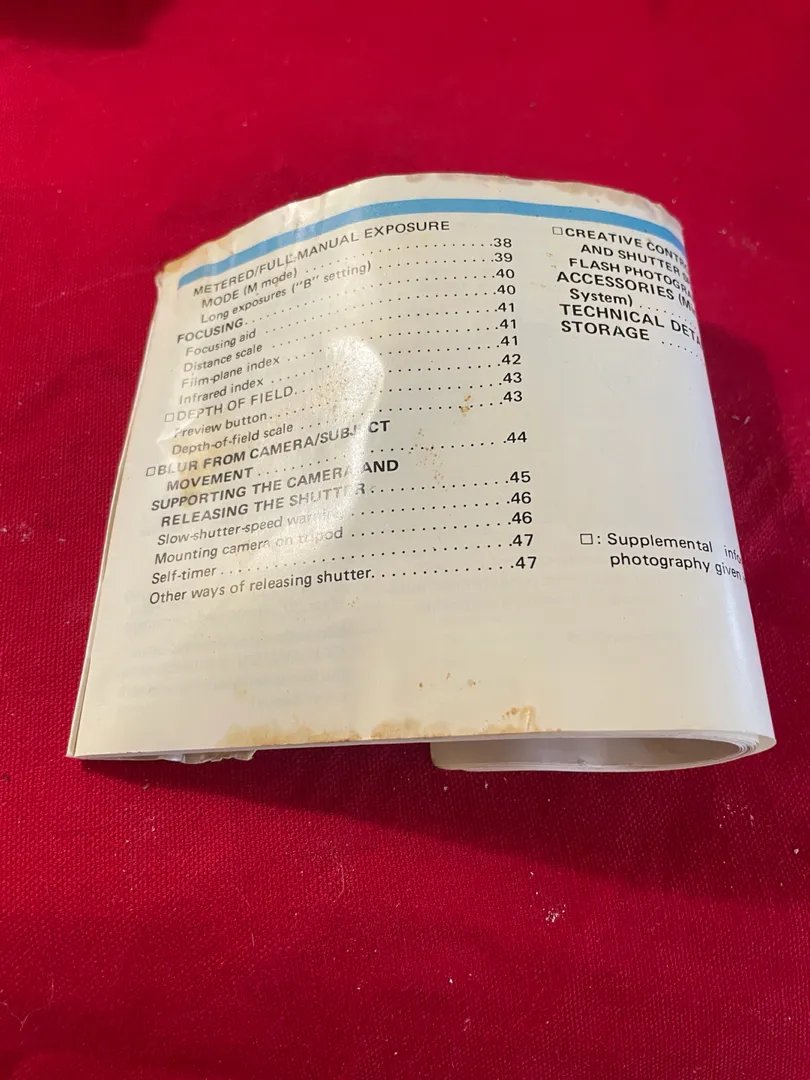 METERED/FULL-MANUAL EXPOSURE
MODE (M mode) . . . . . . . . . . . . . . . . . . .38
Long exposures ("B" setting) . . . . . . . . . .39
FOCUSING. . . . . . . . . . . . . . . . . . . . . . . .40
Focusing aid . . . . . . . . . . . . . . . . . . . . . .40
Distance scale . . . . . . . . . . . . . . . . . . . . .41
Film-plane index . . . . . . . . . . . . . . . . . . .41
Infrared index . . . . . . . . . . . . . . . . . . . . .41
□DEPTH OF FIELD. . . . . . . . . . . . . . . . . .42
Preview button. . . . . . . . . . . . . . . . . . . . .43
Depth-of-field scale . . . . . . . . . . . . . . . . .43
□BLUR FROM CAMERA/SUBJECT
MOVEMENT . . . . . . . . . . . . . . . . . . . . . .44
SUPPORTING THE CAMERA AND
RELEASING THE SHUTTER . . . . . . . . . . . .45
Slow-shutter-speed warning. . . . . . . . . . . .46
Mounting camera on tripod . . . . . . . . . . . .46
Self-timer . . . . . . . . . . . . . . . . . . . . . . . .47
Other ways of releasing shutter. . . . . . . . . .47
□CREATIVE
AND SHUTTER
FLASH
ACCESSORIES
System) . . . .
TECHNICAL
STORAGE . . . . .
□: Supplemental
photography given